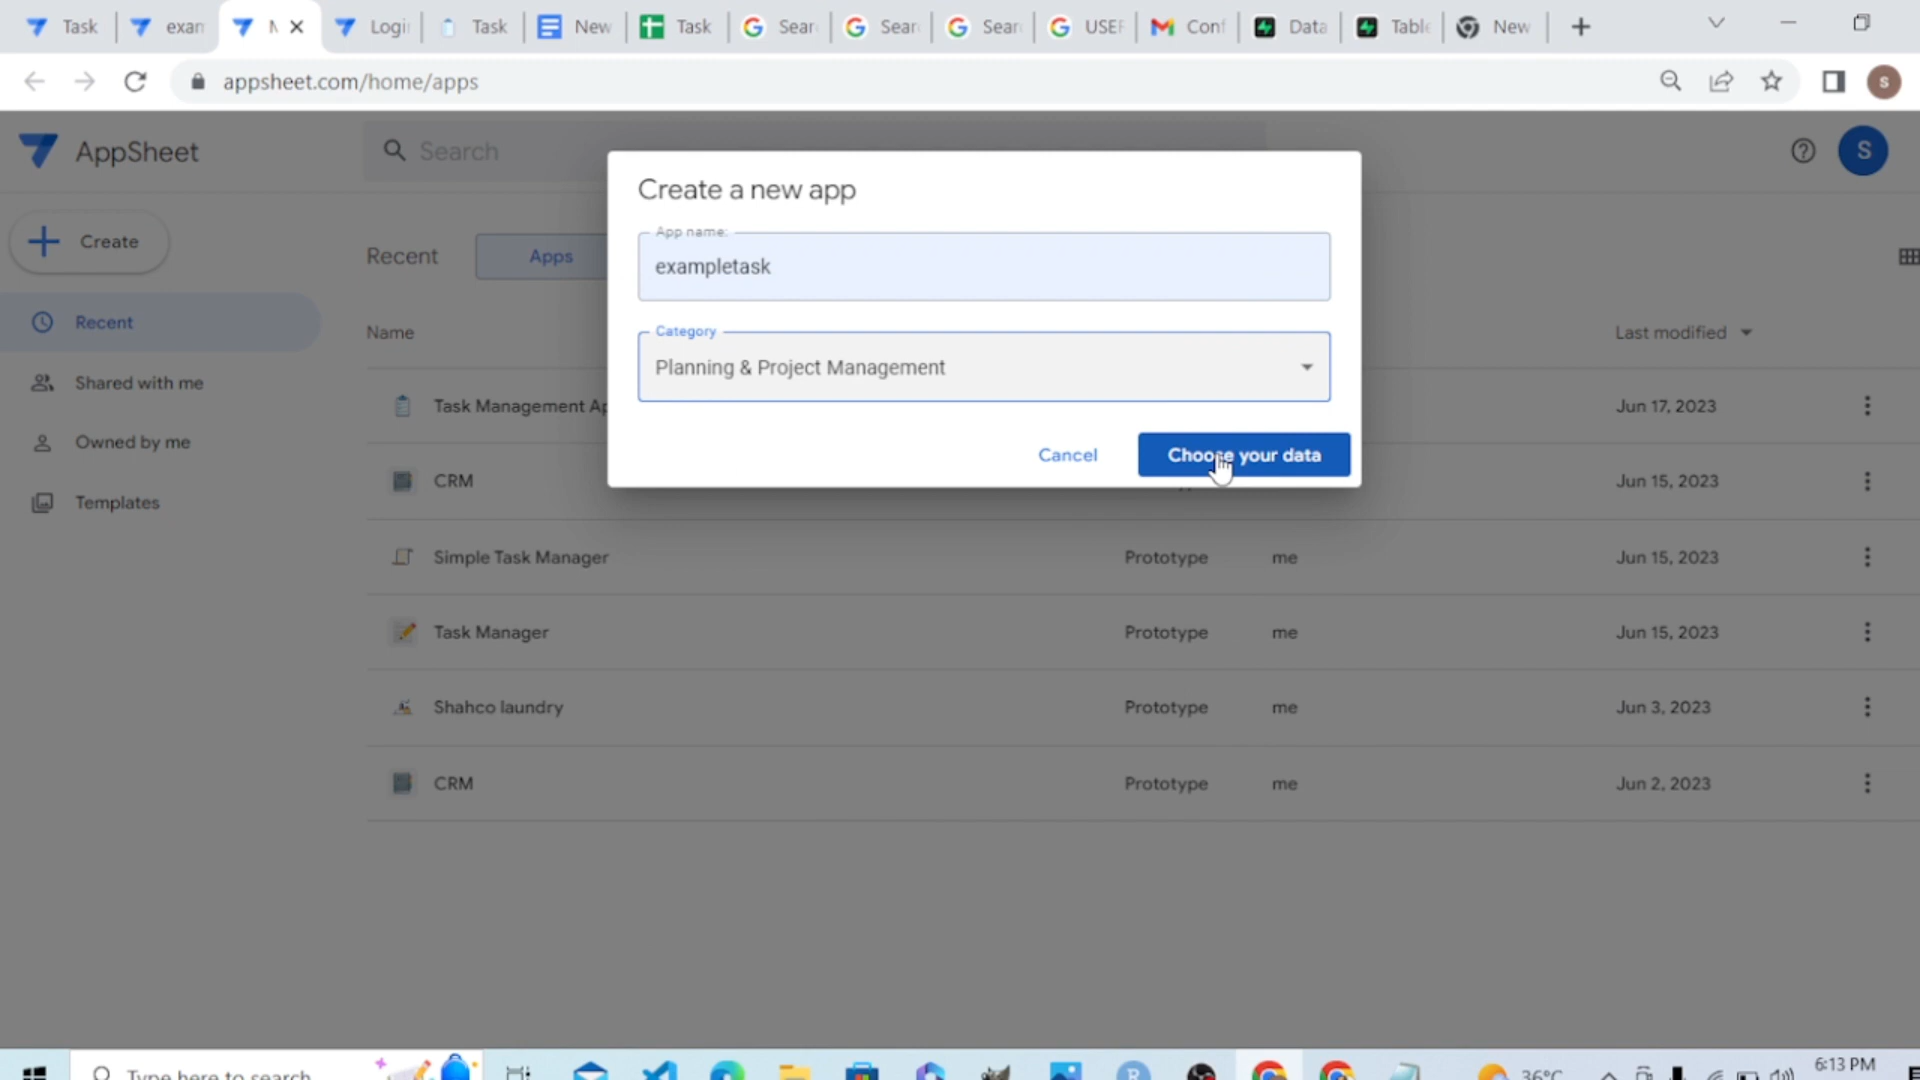 Task exam N Logi Task New Task Sear Sear Sear USEF Conf Data Table New
appsheet.com/home/apps S
AppSheet Search S
Create a new app
App name:
exampletask
Create
Recent Apps
Recent
Category
Name Last modified
Planning & Project Management
Shared with me
Task Management Ap Jun 17, 2023
Owned by me
Cancel Choose your data
CRM Jun 15, 2023
Templates
Simple Task Manager Prototype me Jun 15, 2023
Task Manager Prototype me Jun 15, 2023
Shahco laundry Prototype me Jun 3, 2023
CRM Prototype me Jun 2, 2023
Type here to search R 36°C 6:13 PM